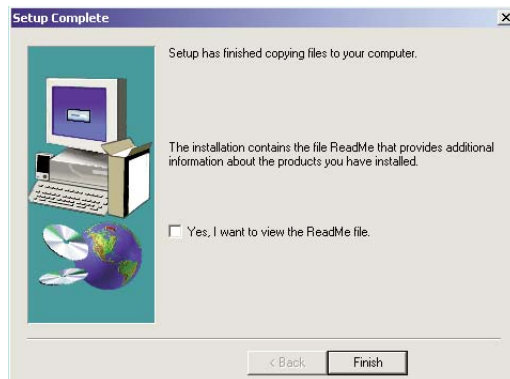 Setup Complete
Setup has finished copying files to your computer.
The installation contains the file ReadMe that provides additional
information about the products you have installed.
Yes, I want to view the ReadMe file.
< Back
Finish